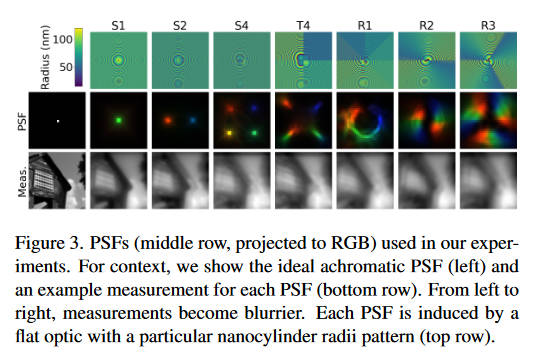 S1 S2 S4 T4 R1 R2 R3
Radius (nm)
100
50
PSF
Meas.
Figure 3. PSFs (middle row, projected to RGB) used in our exper-
iments. For context, we show the ideal achromatic PSF (left) and
an example measurement for each PSF (bottom row). From left to
right, measurements become blurrier. Each PSF is induced by a
flat optic with a particular nanocylinder radii pattern (top row).